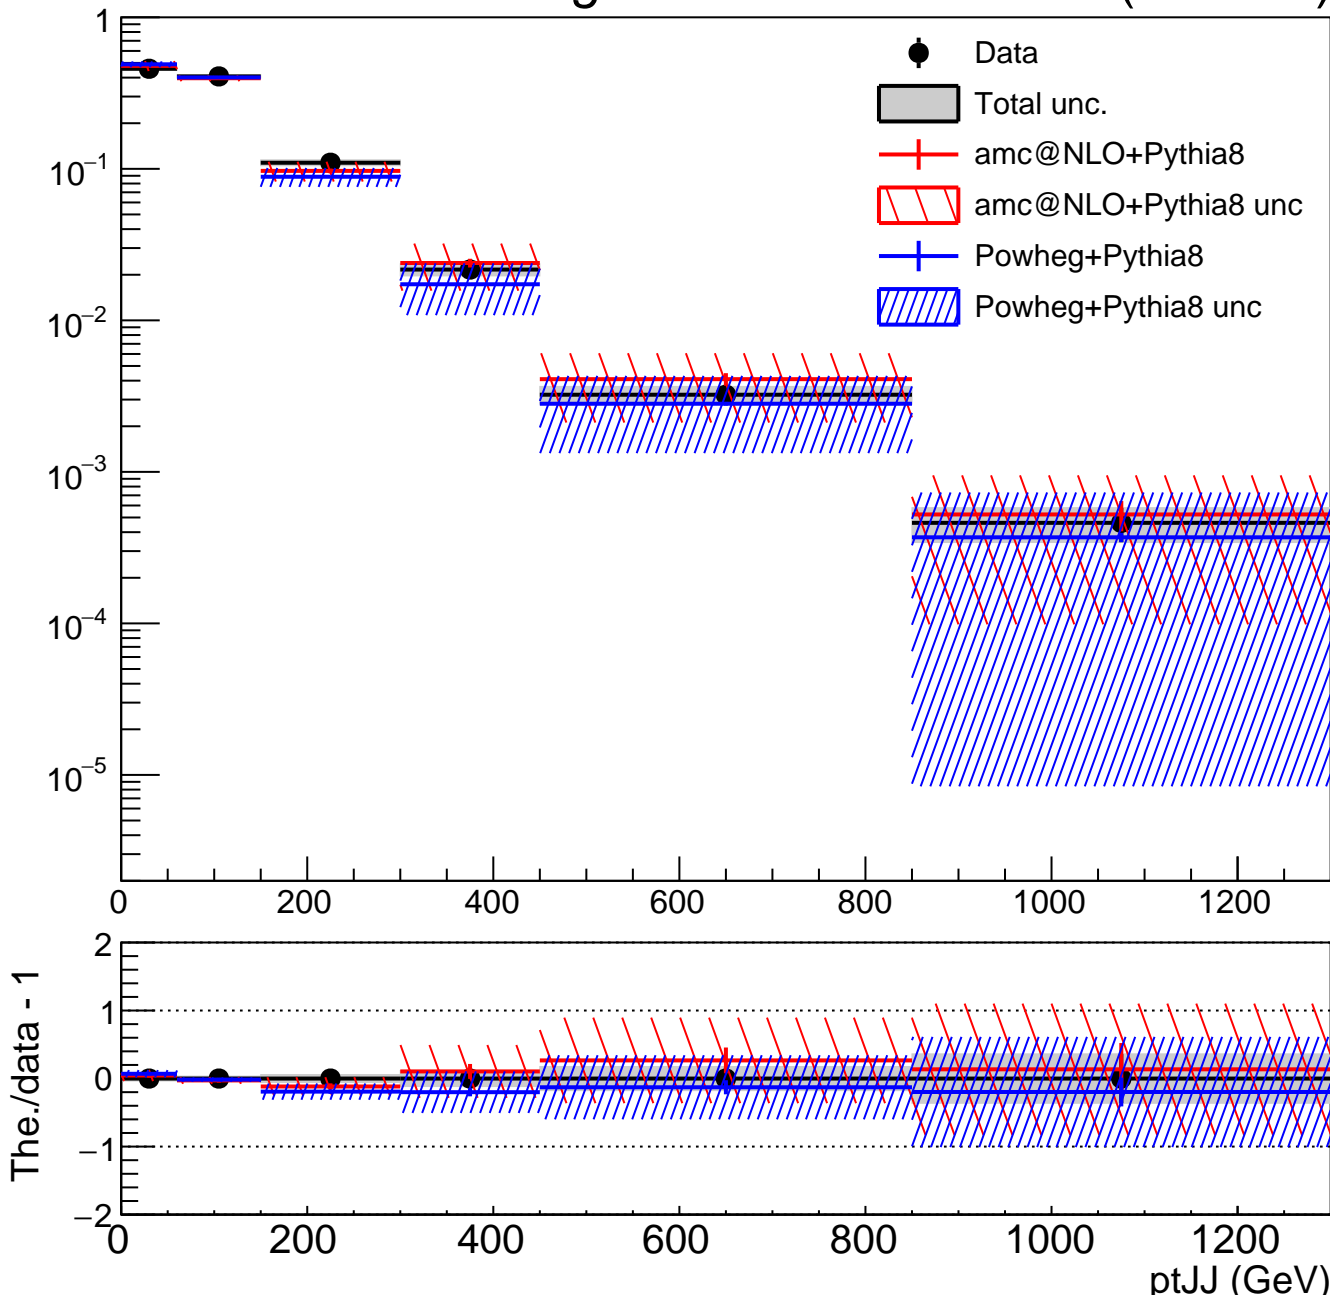 1
Data
Total unc.
amc@NLO+Pythia8
amc@NLO+Pythia8 unc
Powheg+Pythia8
Powheg+Pythia8 unc
10−1
10−2
10−3
10−4
10−5
0 200 400 600 800 1000 1200
The./data - 1
2
1
0
−1
−2
0 200 400 600 800 1000 1200
ptJJ (GeV)